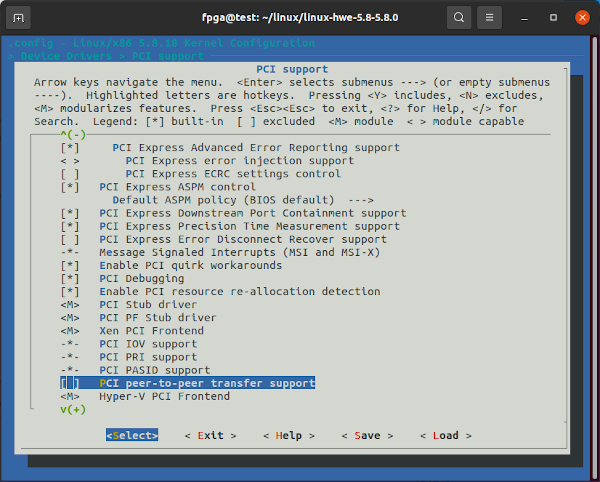 fpga@test: ~/linux/linux-hwe-5.8-5.8.0
.config - Linux/x86 5.8.18 Kernel Configuration
> Device Drivers > PCI support
PCI support
Arrow keys navigate the menu.  <Enter> selects submenus ---> (or empty submenus
----).  Highlighted letters are hotkeys.  Pressing <Y> includes, <N> excludes,
<M> modularizes features.  Press <Esc><Esc> to exit, <?> for Help, </> for
Search.  Legend: [*] built-in  [ ] excluded  <M> module  < > module capable
^(-)
[*]     PCI Express Advanced Error Reporting support
< >       PCI Express error injection support
[ ]       PCI Express ECRC settings control
[*]   PCI Express ASPM control
Default ASPM policy (BIOS default)  --->
[*]   PCI Express Downstream Port Containment support
[*]   PCI Express Precision Time Measurement support
[ ]   PCI Express Error Disconnect Recover support
-*-   Message Signaled Interrupts (MSI and MSI-X)
[*]   Enable PCI quirk workarounds
[*]   PCI Debugging
[*]   Enable PCI resource re-allocation detection
<M>   PCI Stub driver
<M>   PCI PF Stub driver
<M>   Xen PCI Frontend
-*-   PCI IOV support
-*-   PCI PRI support
-*-   PCI PASID support
[ ]   PCI peer-to-peer transfer support
<M>   Hyper-V PCI Frontend
v(+)
<Select>    < Exit >    < Help >    < Save >    < Load >